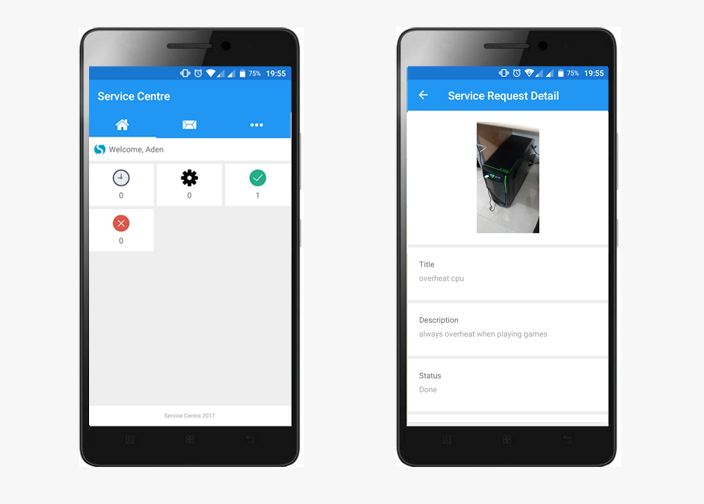 75% 19:55
Service Centre
Welcome, Aden
0
0
1
0
Service Centre 2017
75% 19:55
Service Request Detail
Title
overheat cpu
Description
always overheat when playing games
Status
Done